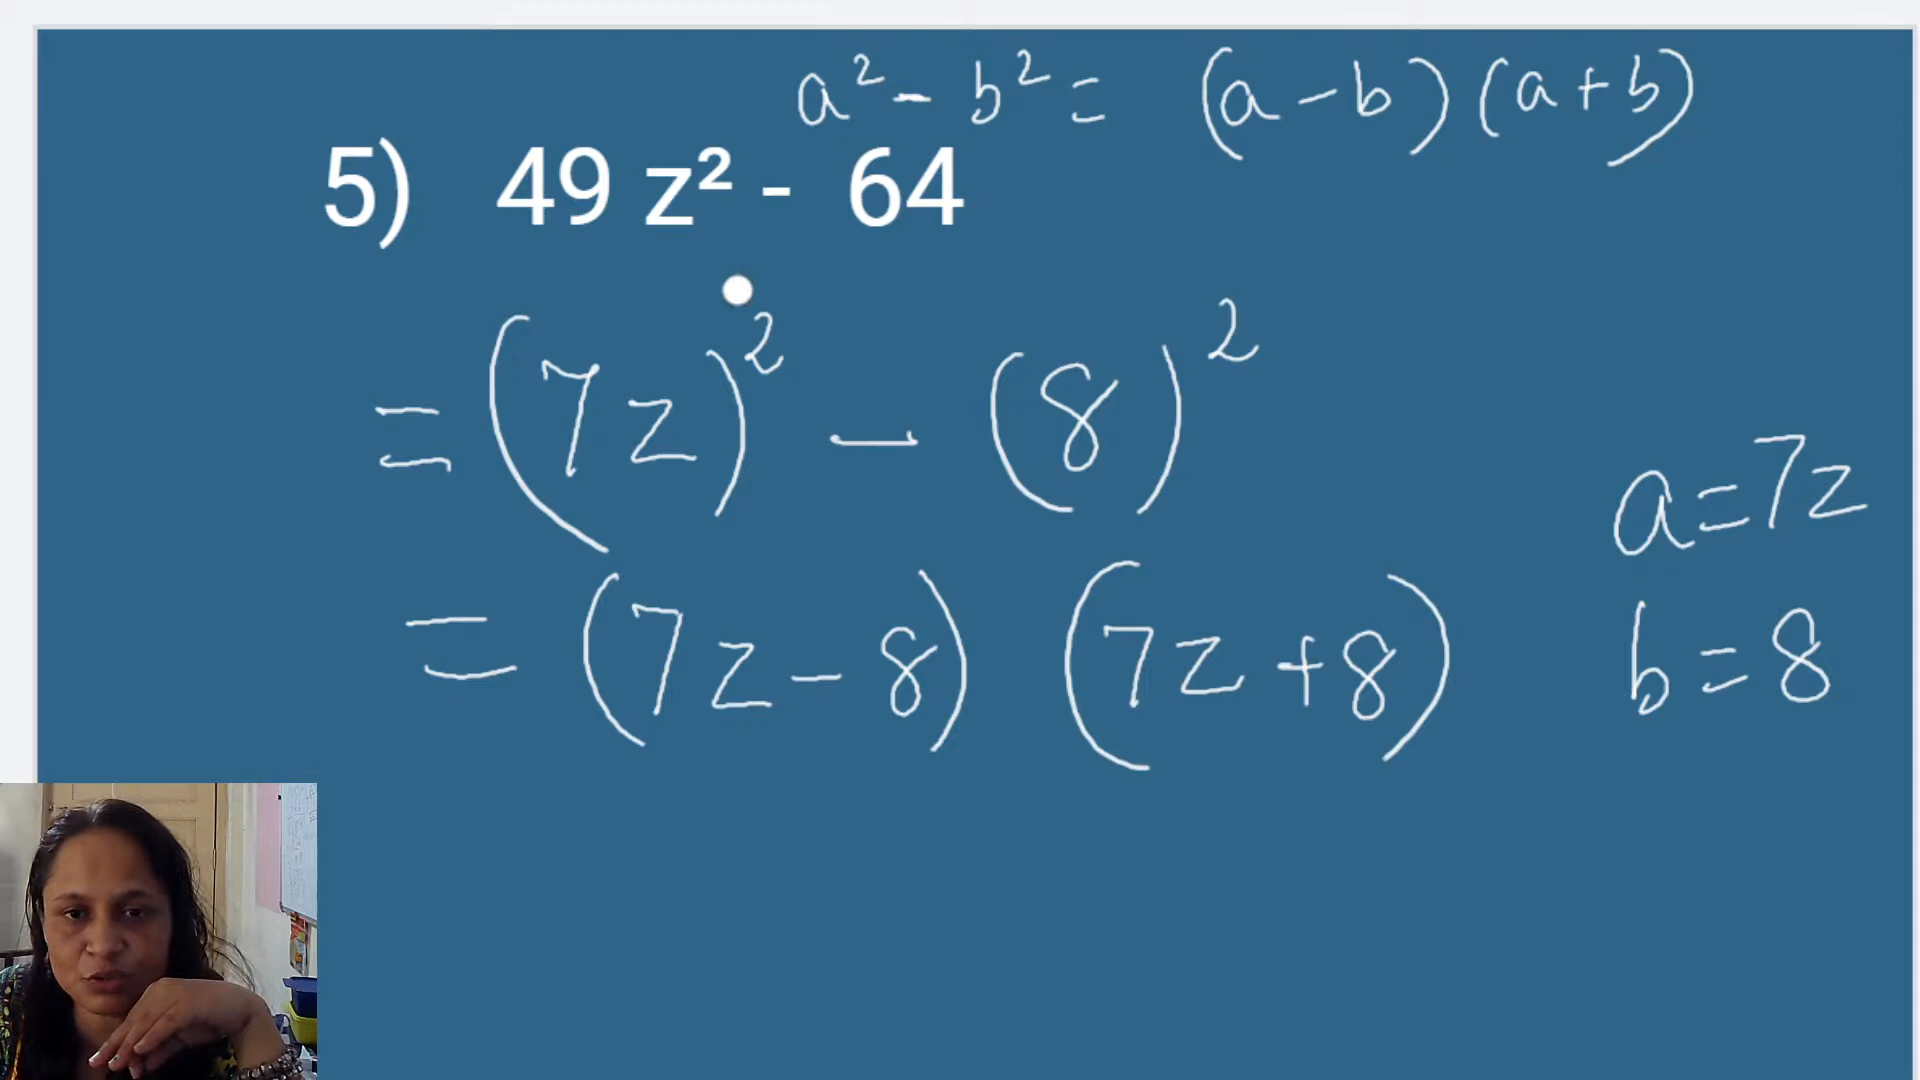 a² - b² = (a - b) (a + b)
5) 49 z² - 64
= (7z)² - (8)²
a = 7z
= (7z - 8) (7z + 8)
b = 8